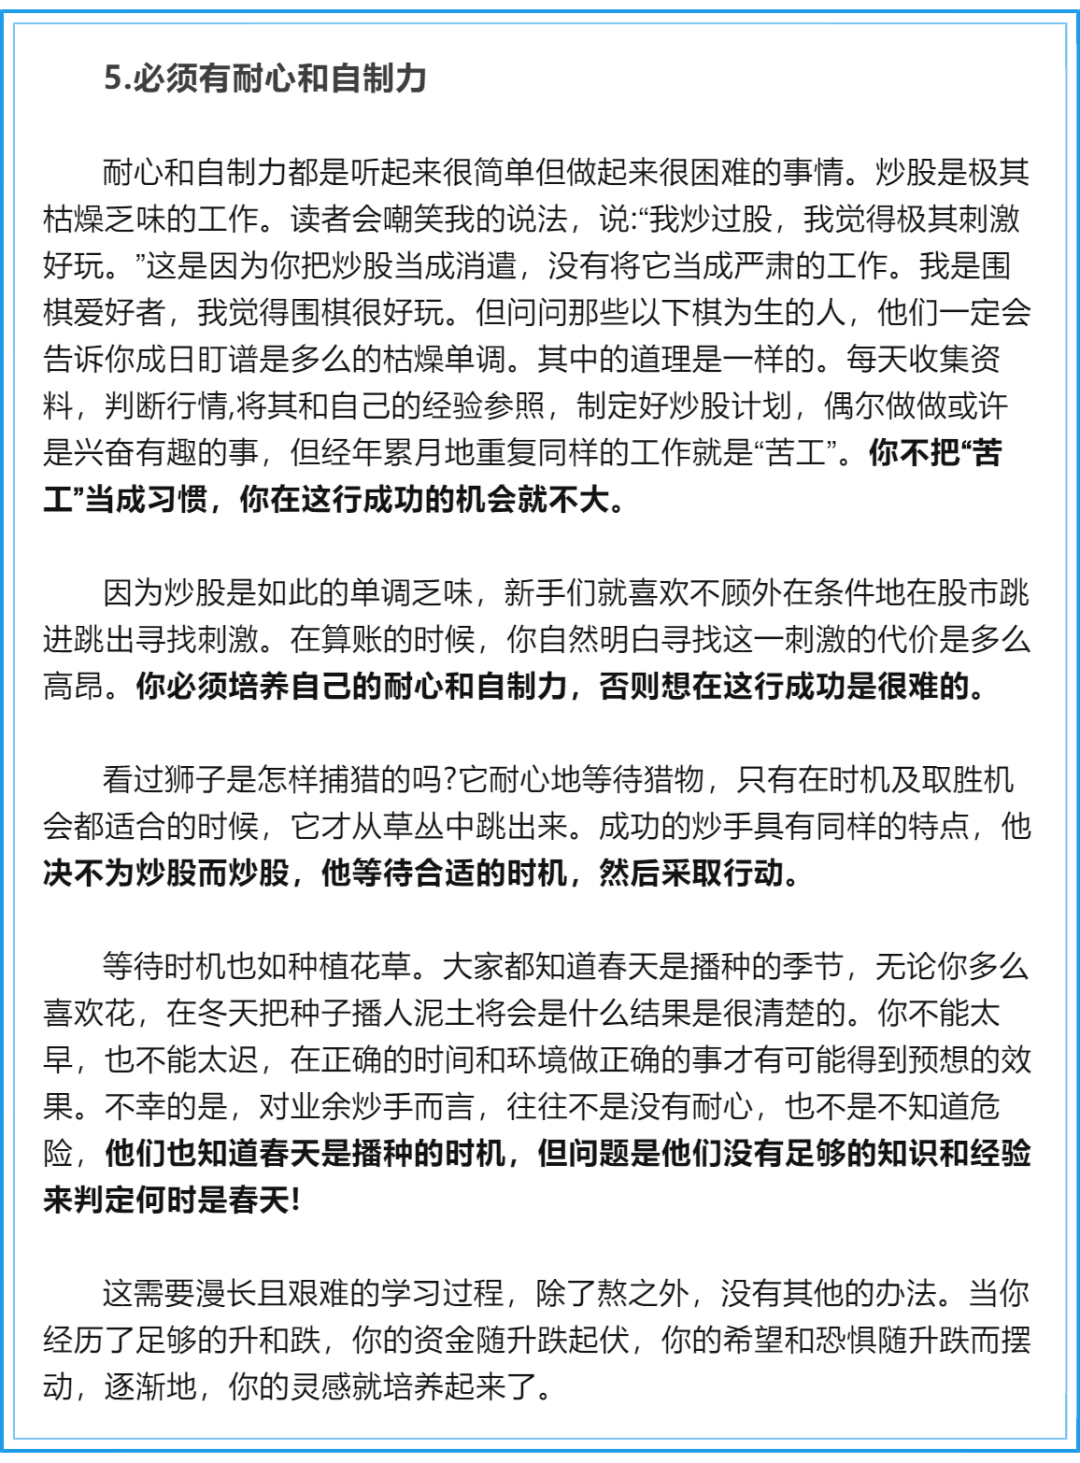 5.必须有耐心和自制力
耐心和自制力都是听起来很简单但做起来很困难的事情。炒股是极其
枯燥乏味的工作。读者会嘲笑我的说法，说:“我炒过股，我觉得极其刺激
好玩。”这是因为你把炒股当成消遣，没有将它当成严肃的工作。我是围
棋爱好者，我觉得围棋很好玩。但问问那些以下棋为生的人，他们一定会
告诉你成日盯谱是多么的枯燥单调。其中的道理是一样的。每天收集资
料，判断行情,将其和自己的经验参照，制定好炒股计划，偶尔做做或许
是兴奋有趣的事，但经年累月地重复同样的工作就是“苦工”。你不把“苦
工”当成习惯，你在这行成功的机会就不大。
因为炒股是如此的单调乏味，新手们就喜欢不顾外在条件地在股市跳
进跳出寻找刺激。在算账的时候，你自然明白寻找这一刺激的代价是多么
高昂。你必须培养自己的耐心和自制力，否则想在这行成功是很难的。
看过狮子是怎样捕猎的吗?它耐心地等待猎物，只有在时机及取胜机
会都适合的时候，它才从草丛中跳出来。成功的炒手具有同样的特点，他
决不为炒股而炒股，他等待合适的时机，然后采取行动。
等待时机也如种植花草。大家都知道春天是播种的季节，无论你多么
喜欢花，在冬天把种子播人泥土将会是什么结果是很清楚的。你不能太
早，也不能太迟，在正确的时间和环境做正确的事才有可能得到预想的效
果。不幸的是，对业余炒手而言，往往不是没有耐心，也不是不知道危
险，他们也知道春天是播种的时机，但问题是他们没有足够的知识和经验
来判定何时是春天!
这需要漫长且艰难的学习过程，除了熬之外，没有其他的办法。当你
经历了足够的升和跌，你的资金随升跌起伏，你的希望和恐惧随升跌而摆
动，逐渐地，你的灵感就培养起来了。